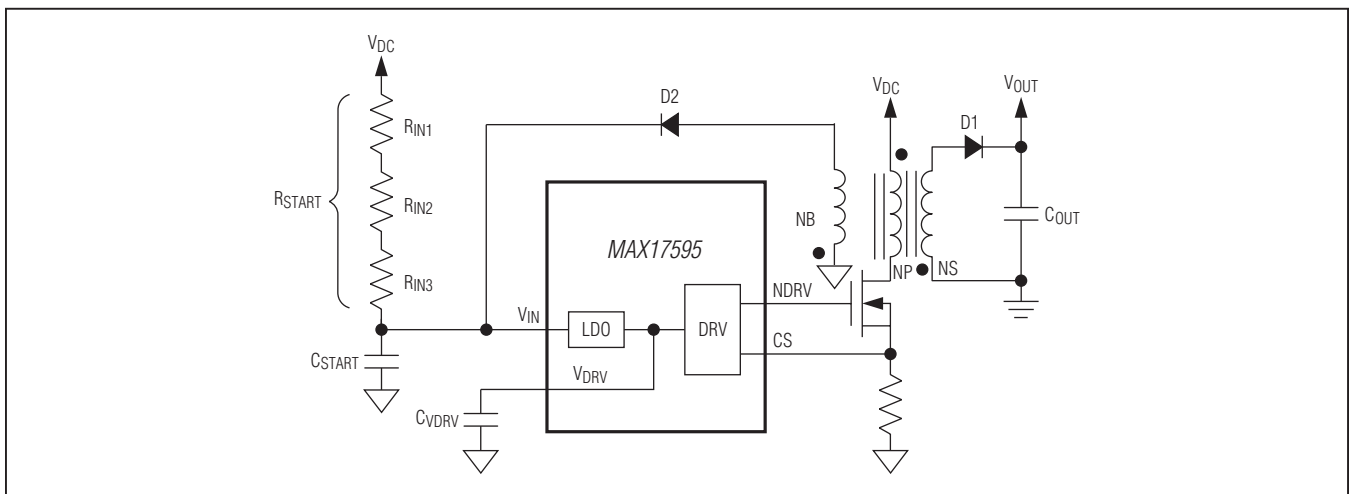 VDC
RIN1
RSTART
RIN2
RIN3
CSTART
VIN
D2
NB
MAX17595
LDO
DRV
VDRV
CVDRV
NDRV
CS
VDC
NP
NS
D1
VOUT
COUT